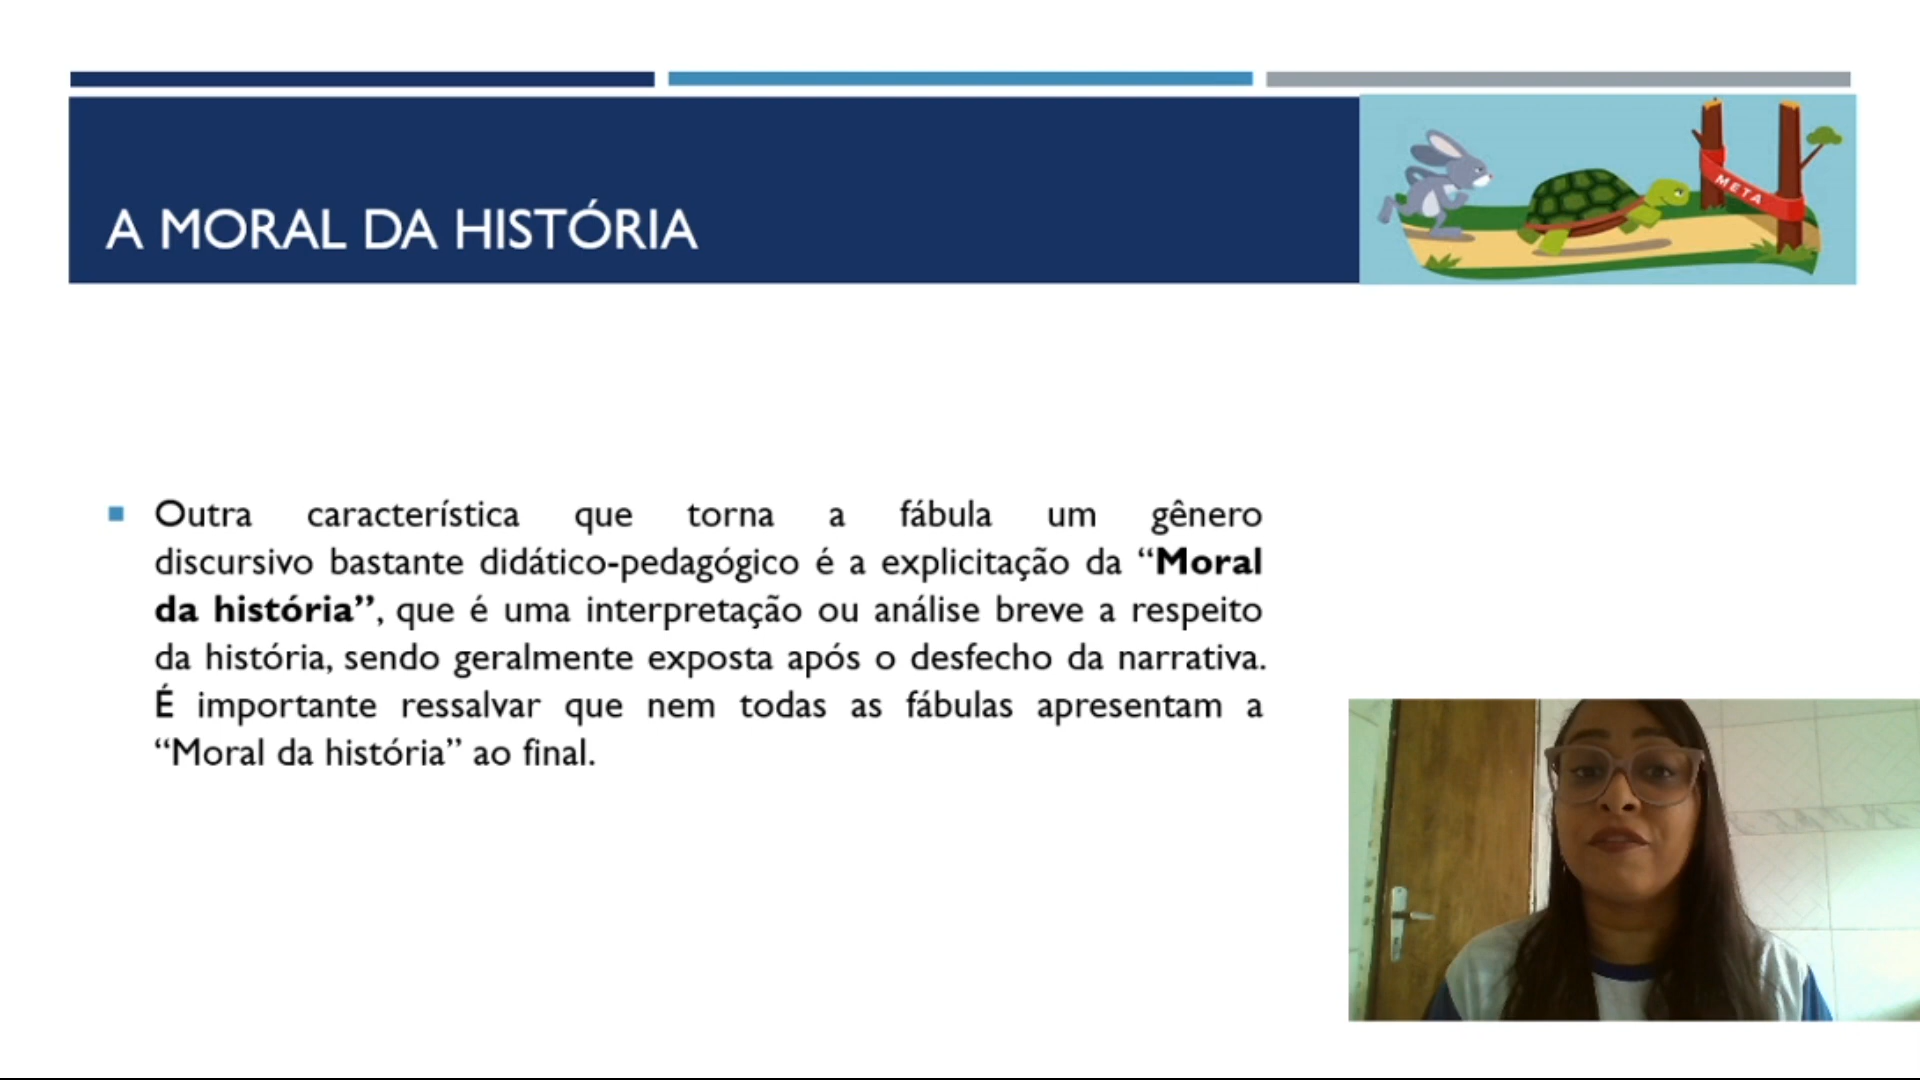 A MORAL DA HISTÓRIA
META
Outra característica que torna a fábula um gênero
discursivo bastante didático-pedagógico é a explicitação da “Moral
da história”, que é uma interpretação ou análise breve a respeito
da história, sendo geralmente exposta após o desfecho da narrativa.
É importante ressalvar que nem todas as fábulas apresentam a
“Moral da história” ao final.